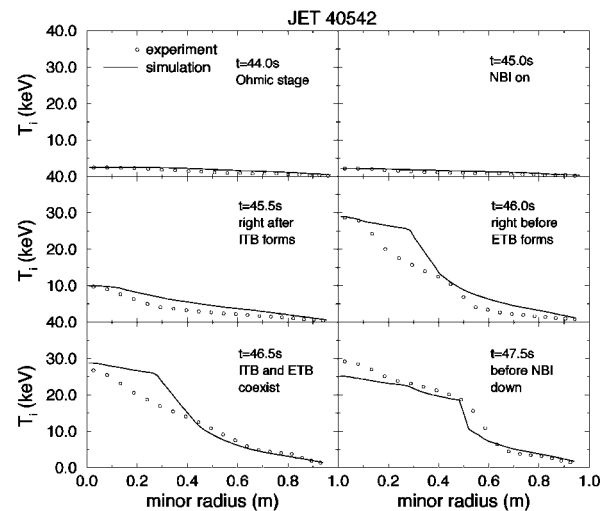 JET 40542
experiment
simulation
t=44.0s
Ohmic stage
t=45.0s
NBI on
40.0
30.0
20.0
10.0
Ti (keV)
t=45.5s
right after
ITB forms
t=46.0s
right before
ETB forms
40.0
30.0
20.0
10.0
Ti (keV)
t=46.5s
ITB and ETB
coexist
t=47.5s
before NBI
down
40.0
30.0
20.0
10.0
0.0
Ti (keV)
0.0 0.2 0.4 0.6 0.8 1.0 0.2 0.4 0.6 0.8 1.0
minor radius (m) minor radius (m)